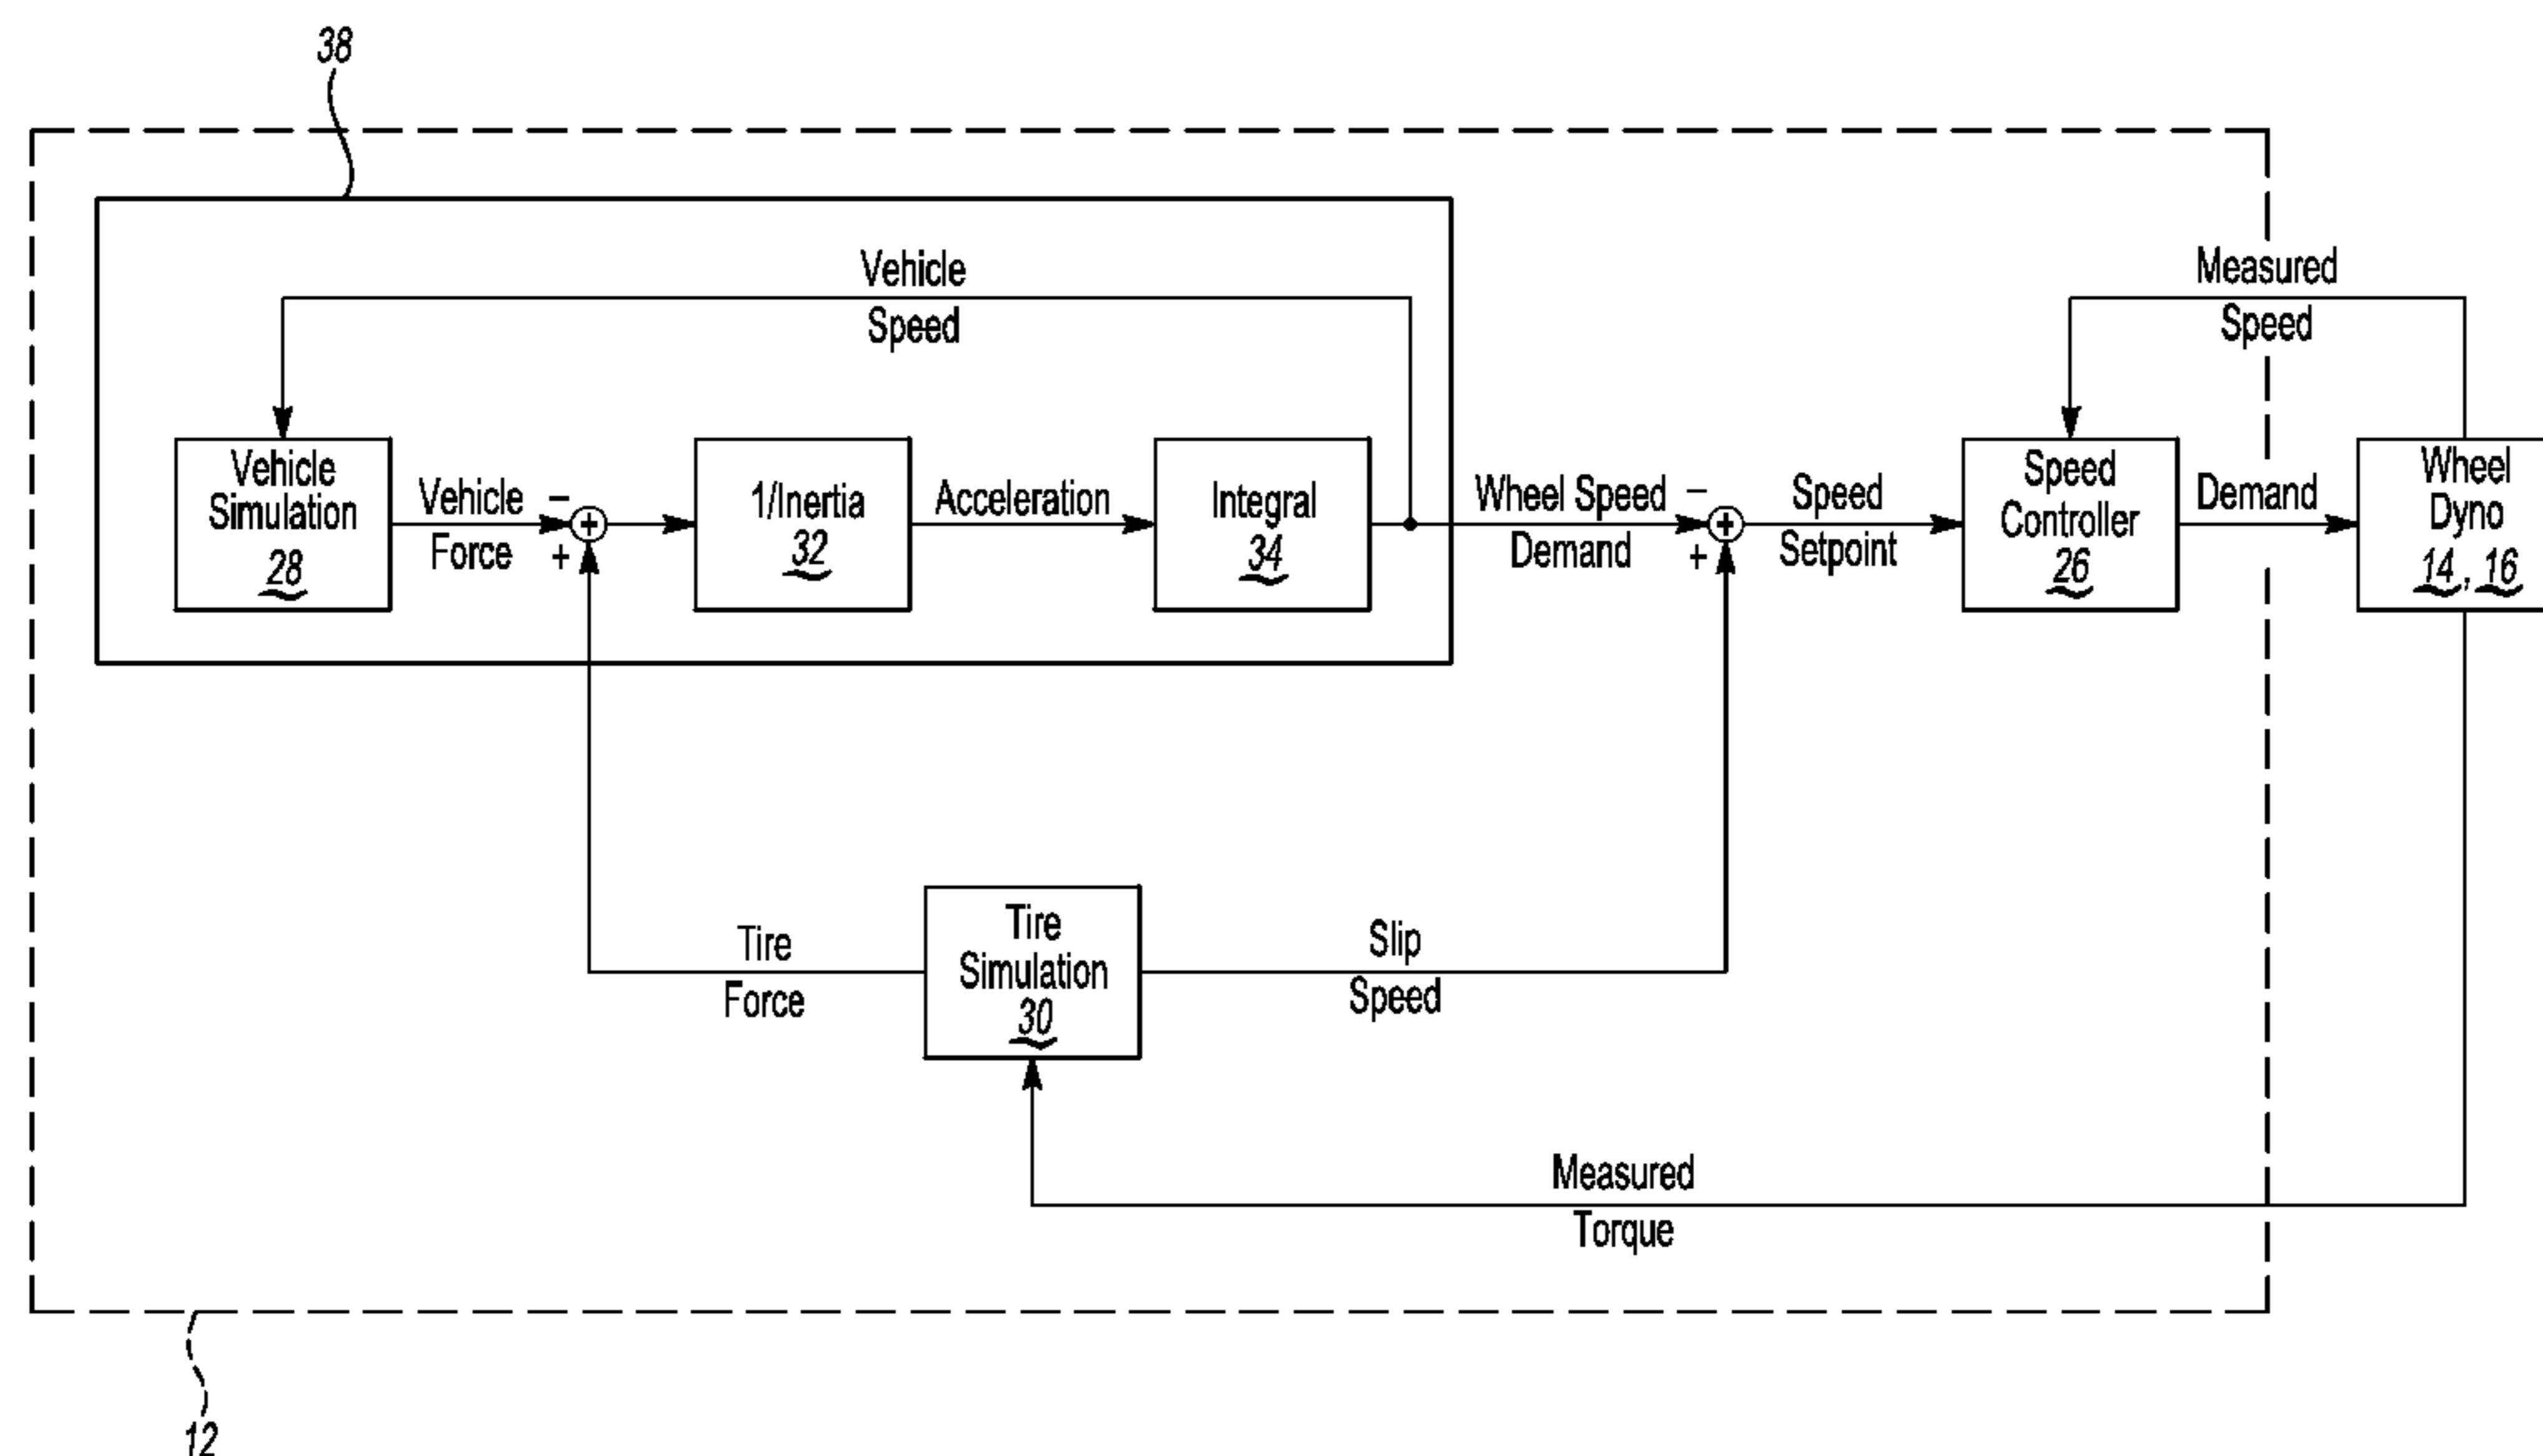 38
Vehicle
Speed
Measured
Speed
Vehicle
Simulation
28
Vehicle
Force
−
+
+
1/Inertia
32
Acceleration
Integral
34
Wheel Speed
Demand
−
+
+
Speed
Setpoint
Speed
Controller
26
Demand
Wheel
Dyno
14, 16
Tire
Force
Tire
Simulation
30
Slip
Speed
Measured
Torque
12